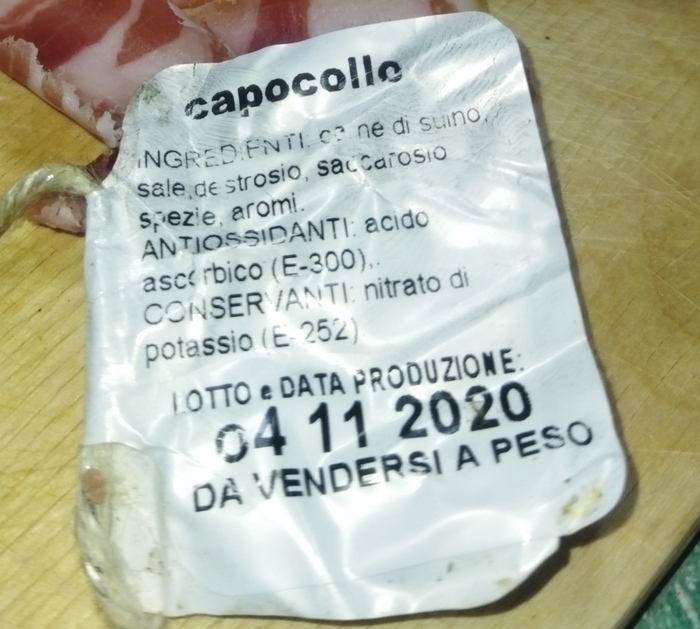 capocollo
INGREDIENTI: carne di suino,
sale, destrosio, saccarosio
spezie, aromi.
ANTIOSSIDANTI: acido
ascorbico (E-300),.
CONSERVANTI: nitrato di
potassio (E-252)
LOTTO e DATA PRODUZIONE:
04 11 2020
DA VENDERSI A PESO